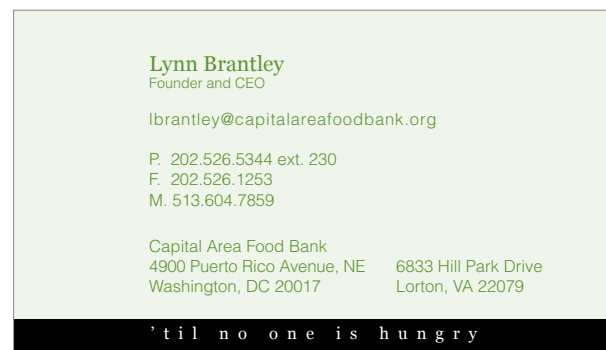 Lynn Brantley
Founder and CEO
lbrantley@capitalareafoodbank.org
P. 202.526.5344 ext. 230
F. 202.526.1253
M. 513.604.7859
Capital Area Food Bank
4900 Puerto Rico Avenue, NE
Washington, DC 20017
6833 Hill Park Drive
Lorton, VA 22079
’til no one is hungry